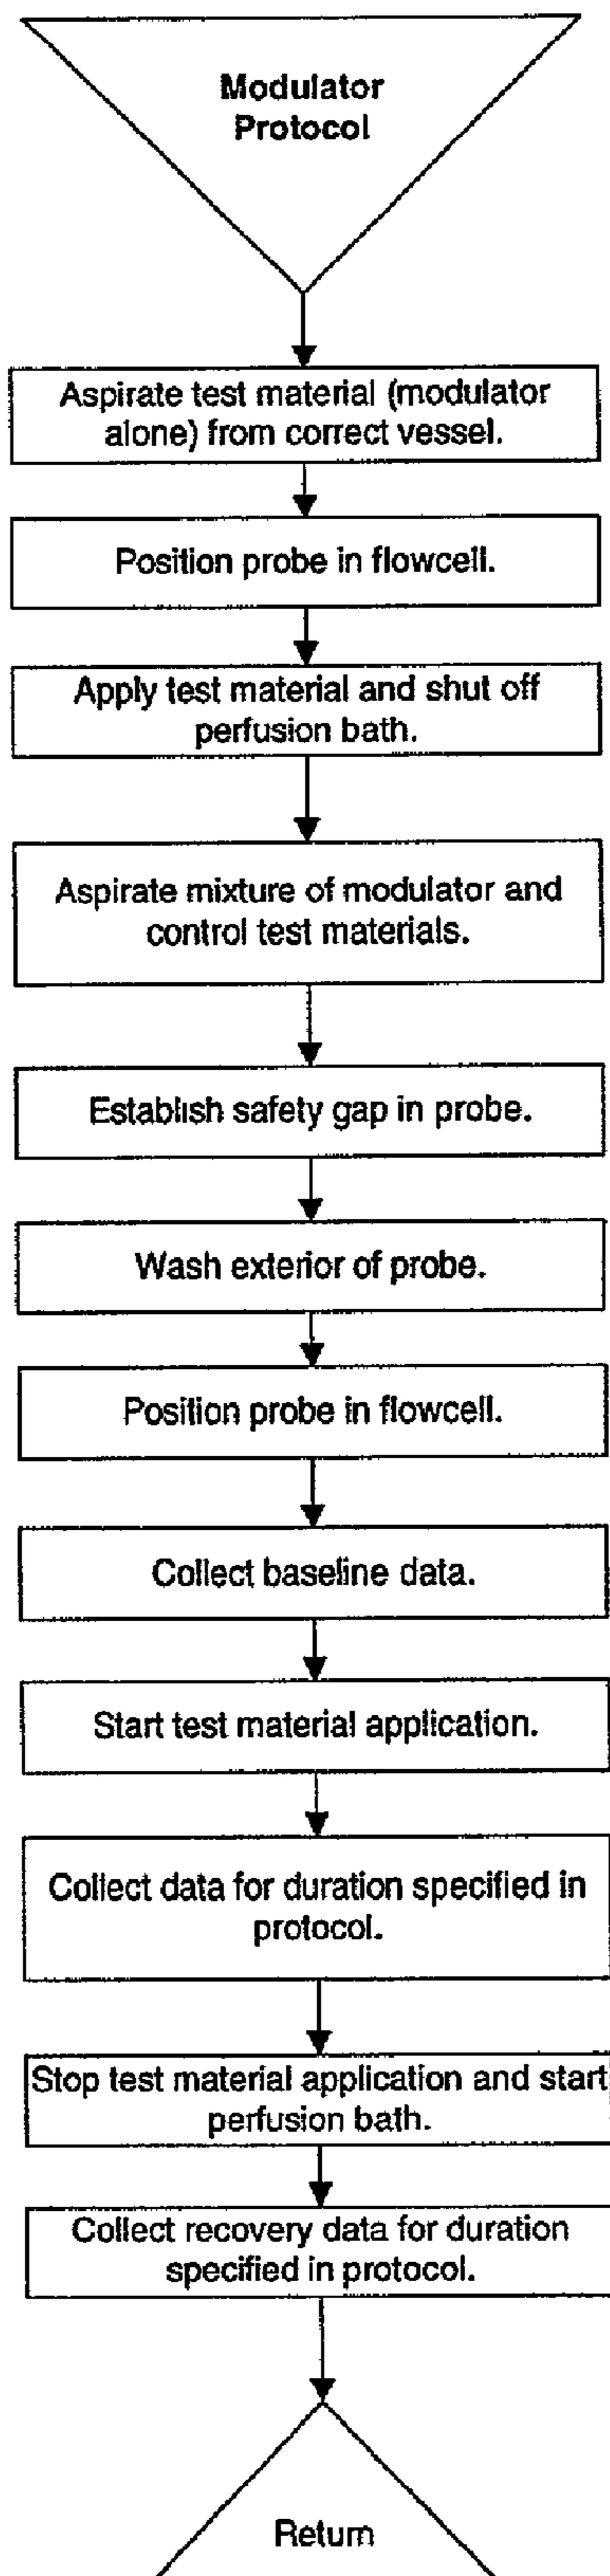 Modulator
Protocol
Aspirate test material (modulator
alone) from correct vessel.
Position probe in flowcell.
Apply test material and shut off
perfusion bath.
Aspirate mixture of modulator and
control test materials.
Establish safety gap in probe.
Wash exterior of probe.
Position probe in flowcell.
Collect baseline data.
Start test material application.
Collect data for duration specified in
protocol.
Stop test material application and start
perfusion bath.
Collect recovery data for duration
specified in protocol.
Return